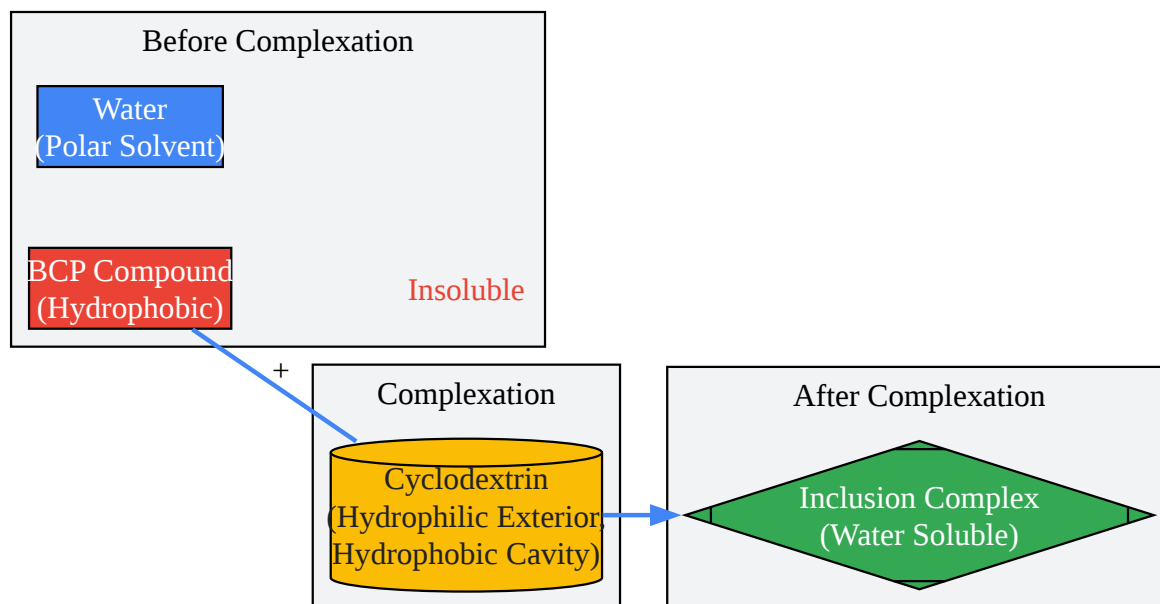 Before Complexation
Water
(Polar Solvent)
BCP Compound
(Hydrophobic)
Insoluble
+
Complexation
Cyclodextrin
(Hydrophilic Exterior,
Hydrophobic Cavity)
After Complexation
Inclusion Complex
(Water Soluble)